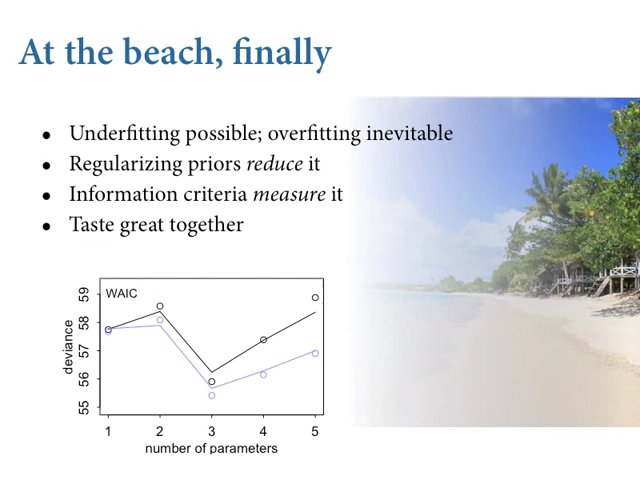 At the beach, finally
• Underfitting possible; overfitting inevitable
• Regularizing priors reduce it
• Information criteria measure it
• Taste great together
WAIC
deviance
59
58
57
56
55
1 2 3 4 5
number of parameters